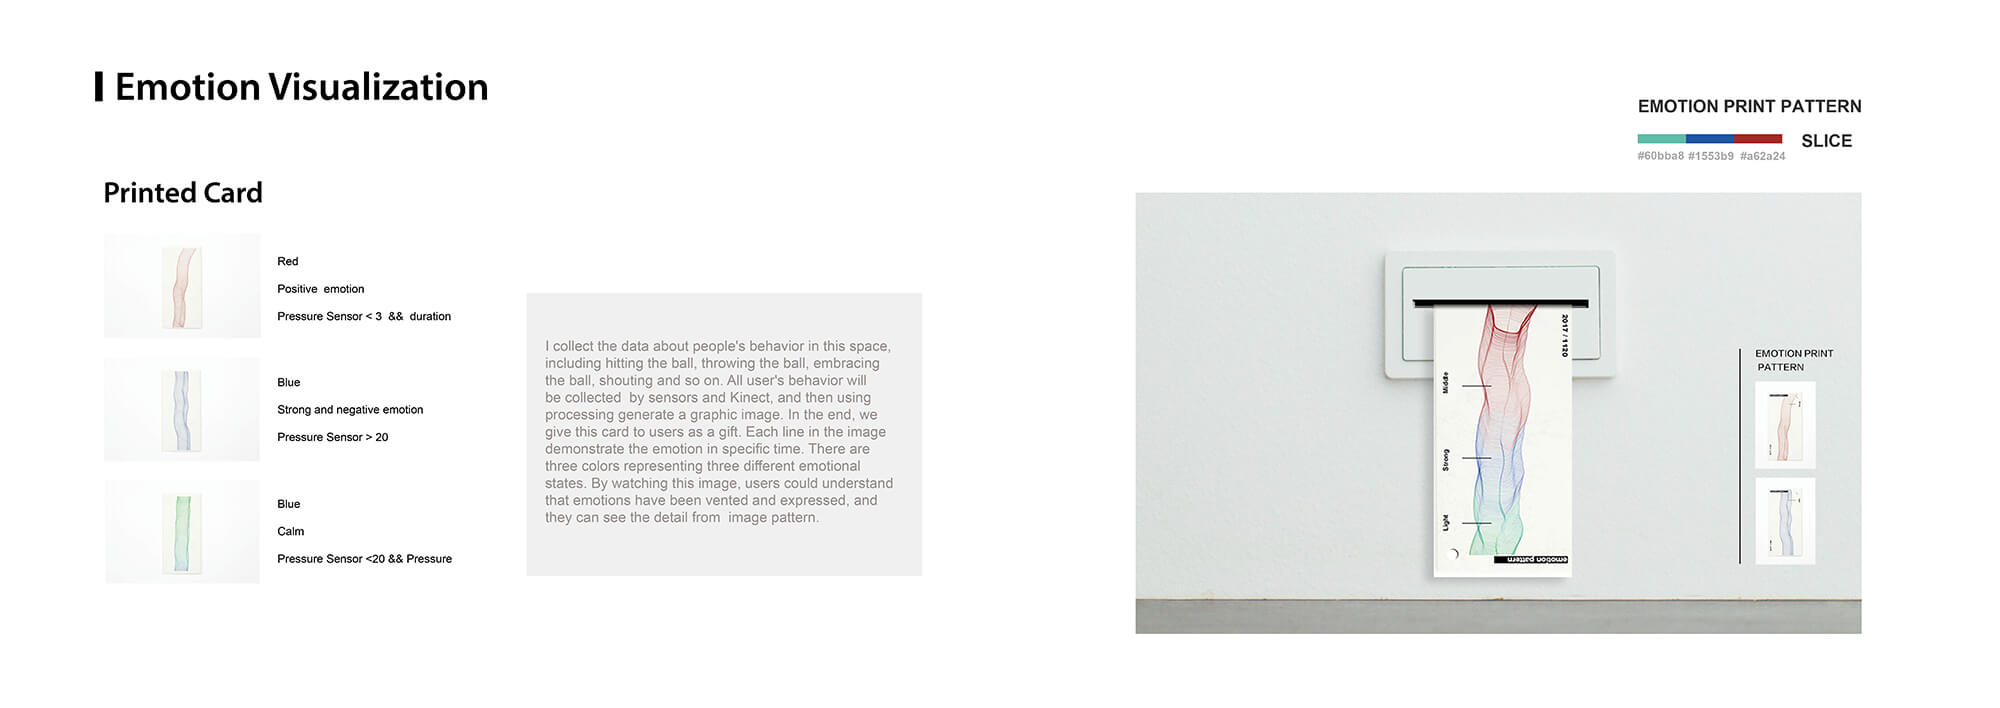 Emotion Visualization
Printed Card
Red
Positive emotion
Pressure Sensor < 3 && duration
Blue
Strong and negative emotion
Pressure Sensor > 20
Blue
Calm
Pressure Sensor <20 && Pressure
I collect the data about people's behavior in this space,
including hitting the ball, throwing the ball, embracing
the ball, shouting and so on. All user's behavior will
be collected by sensors and Kinect, and then using
processing generate a graphic image. In the end, we
give this card to users as a gift. Each line in the image
demonstrate the emotion in specific time. There are
three colors representing three different emotional
states. By watching this image, users could understand
that emotions have been vented and expressed, and
they can see the detail from image pattern.
EMOTION PRINT PATTERN
SLICE
#60bba8 #1553b9 #a62a24
2017 / 1120
Middle
Strong
Light
emotion pattern
EMOTION PRINT
PATTERN